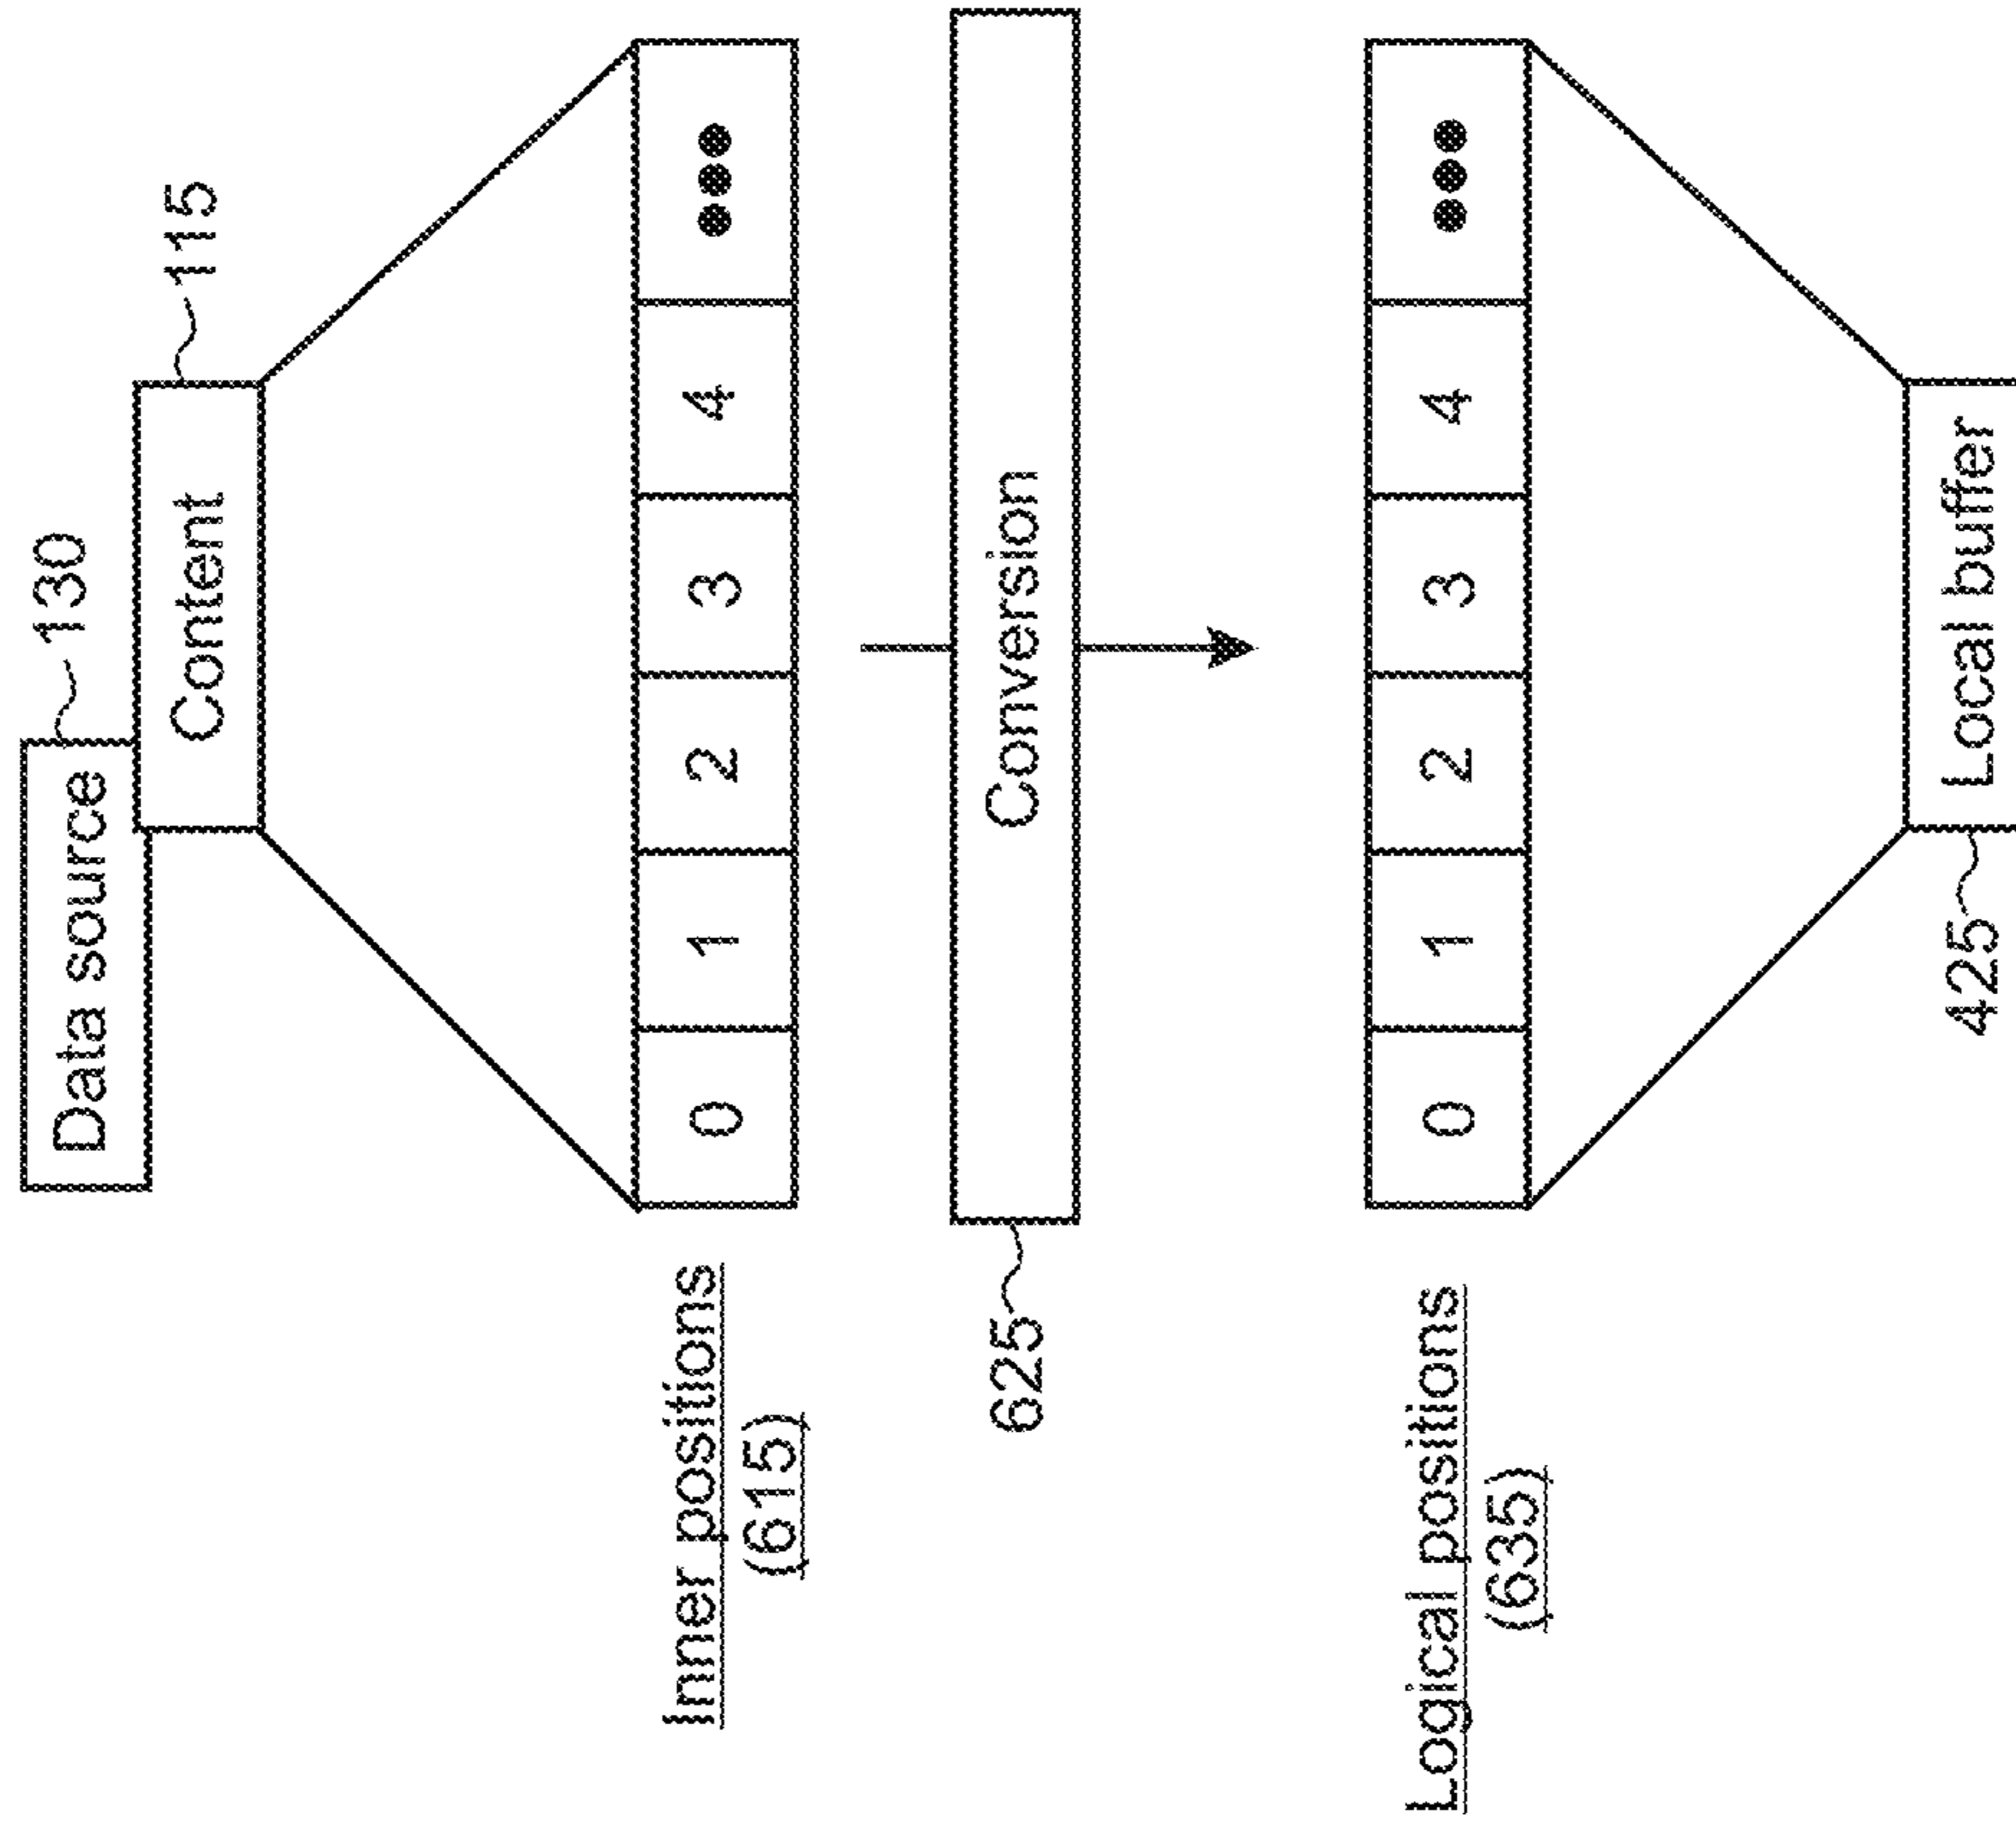 Data source
130
Content
115
Inner positions
(615)
0 1 2 3 4 •••
625
Conversion
Logical positions
(635)
0 1 2 3 4 •••
425
Local buffer